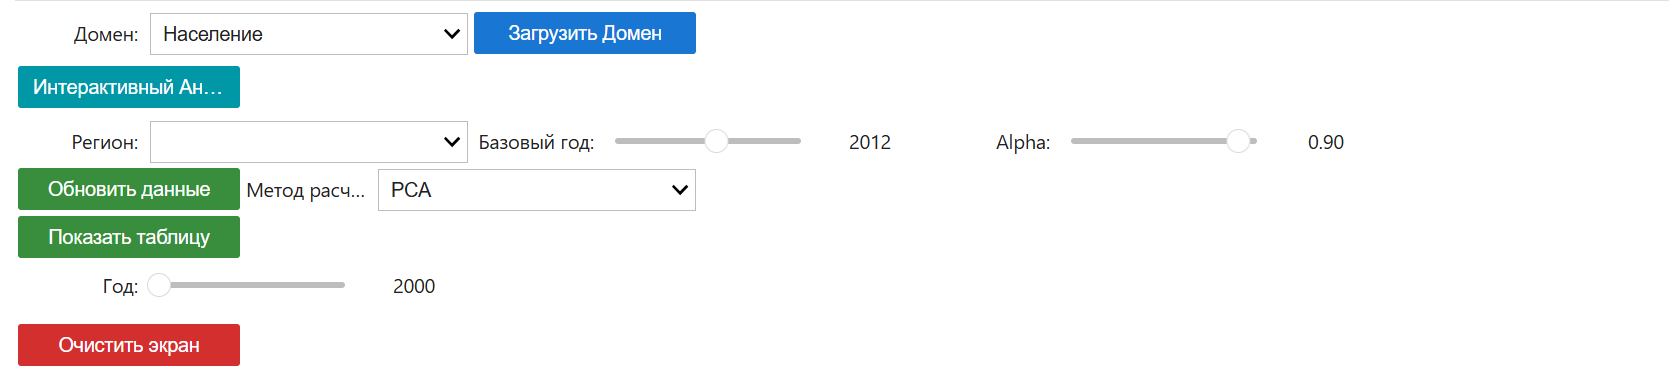 Домен: Население Загрузить Домен
Интерактивный Ан...
Регион: Базовый год: 2012 Alpha: 0.90
Обновить данные Метод расч... PCA
Показать таблицу
Год: 2000
Очистить экран